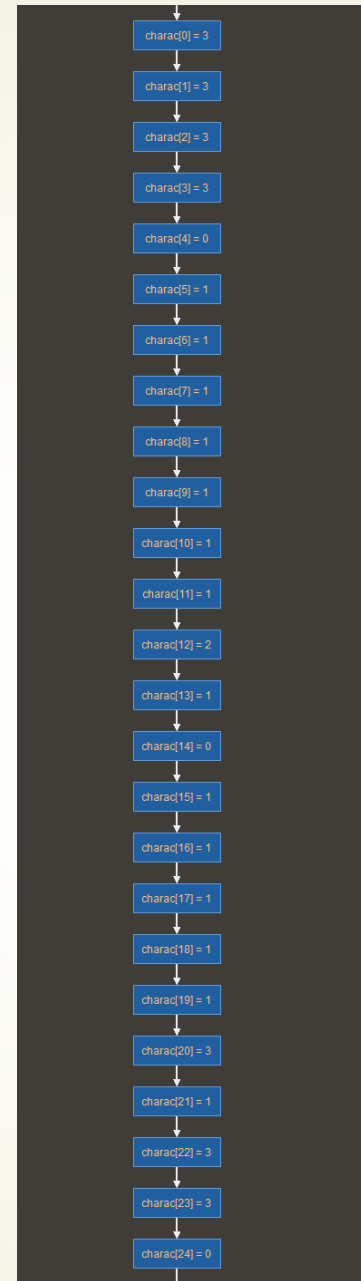 charac[0] = 3
charac[1] = 3
charac[2] = 3
charac[3] = 3
charac[4] = 0
charac[5] = 1
charac[6] = 1
charac[7] = 1
charac[8] = 1
charac[9] = 1
charac[10] = 1
charac[11] = 1
charac[12] = 2
charac[13] = 1
charac[14] = 0
charac[15] = 1
charac[16] = 1
charac[17] = 1
charac[18] = 1
charac[19] = 1
charac[20] = 3
charac[21] = 1
charac[22] = 3
charac[23] = 3
charac[24] = 0